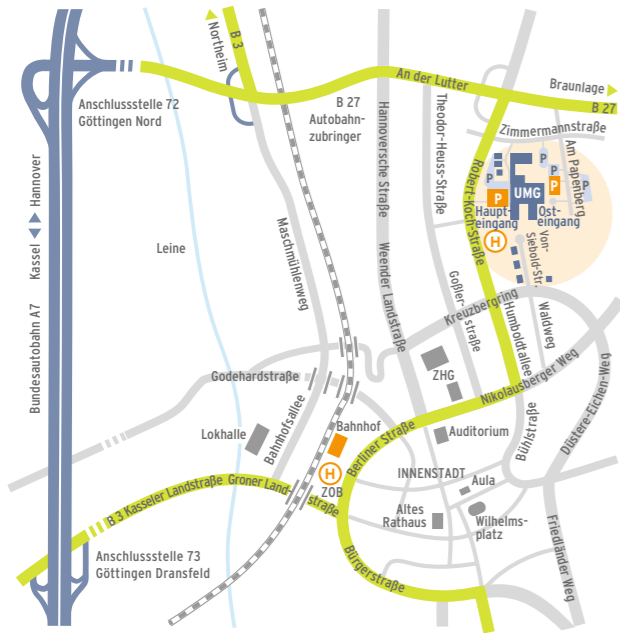 Northeim
B 3
An der Lutter
Braunlage
B 27
Anschlussstelle 72
Göttingen Nord
B 27
Autobahn-
zubringer
Hannoversche Straße
Theodor-Heuss-Straße
Zimmermannstraße
Am Papenberg
Robert-Koch-Straße
P
P
P
P
P
P
UMG
Haupt-
eingang
Ost-
eingang
H
Von-
Siebold-Str.
Kassel
Hannover
Bundesautobahn A7
Leine
Maschmühlenweg
Weender Landstraße
Goßler-
straße
Kreuzbergring
Humboldtallee
Waldweg
Godehardstraße
ZHG
Nikolausberger Weg
Düstere-Eichen-Weg
Lokhalle
Bahnhofsallee
Bahnhof
Berliner Straße
Auditorium
Bühlstraße
H
ZOB
INNENSTADT
B 3 Kasseler Landstraße
Groner Land-
straße
Aula
Altes
Rathaus
Wilhelms-
platz
Friedländer Weg
Anschlussstelle 73
Göttingen Dransfeld
Bürgerstraße